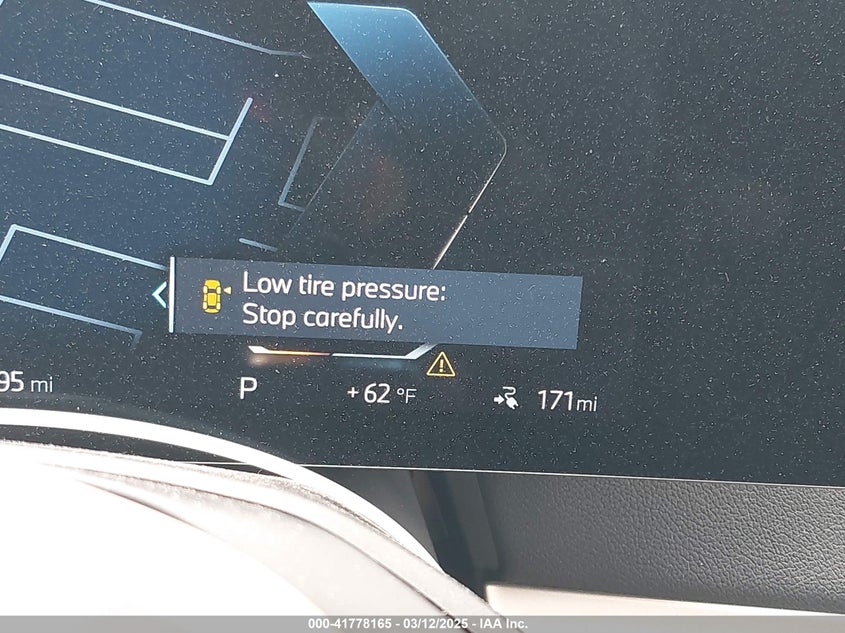 Low tire pressure:
Stop carefully.
95 mi
P
+62 °F
171 mi
000-41778165 - 03/12/2025 - IAA Inc.